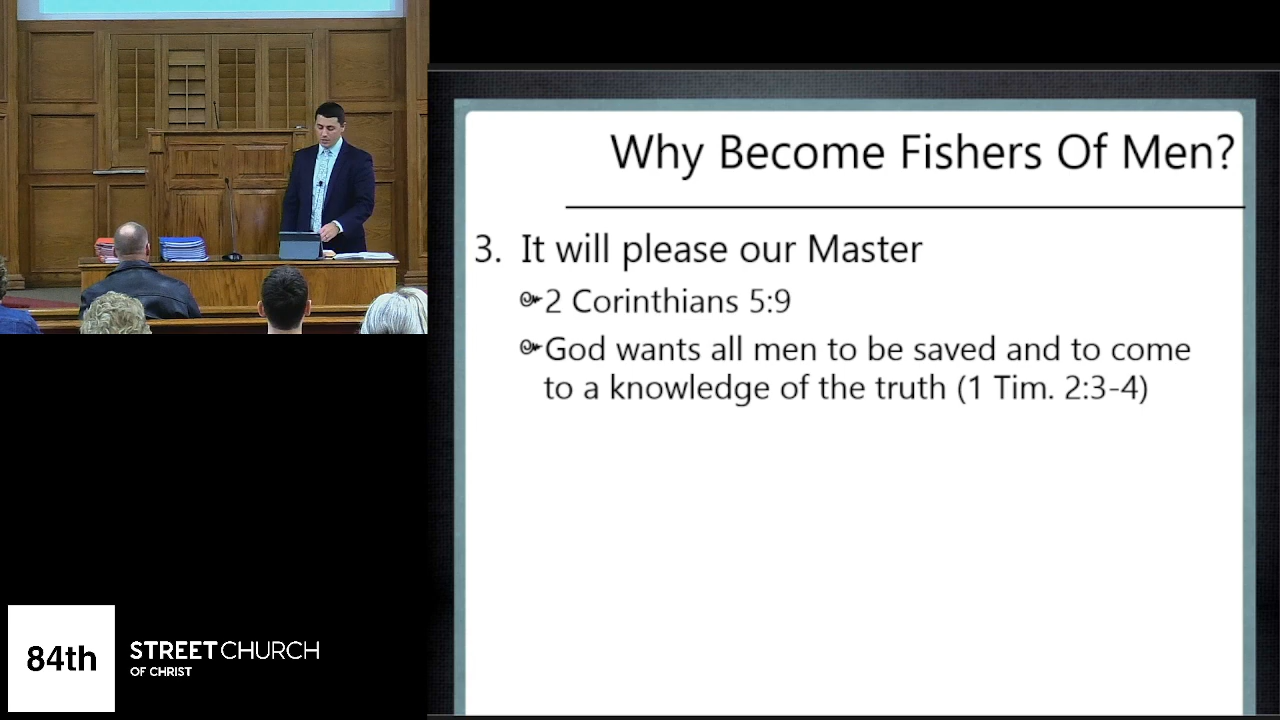 Why Become Fishers Of Men?
3. It will please our Master
2 Corinthians 5:9
God wants all men to be saved and to come
to a knowledge of the truth (1 Tim. 2:3-4)
84th
STREET CHURCH
OF CHRIST